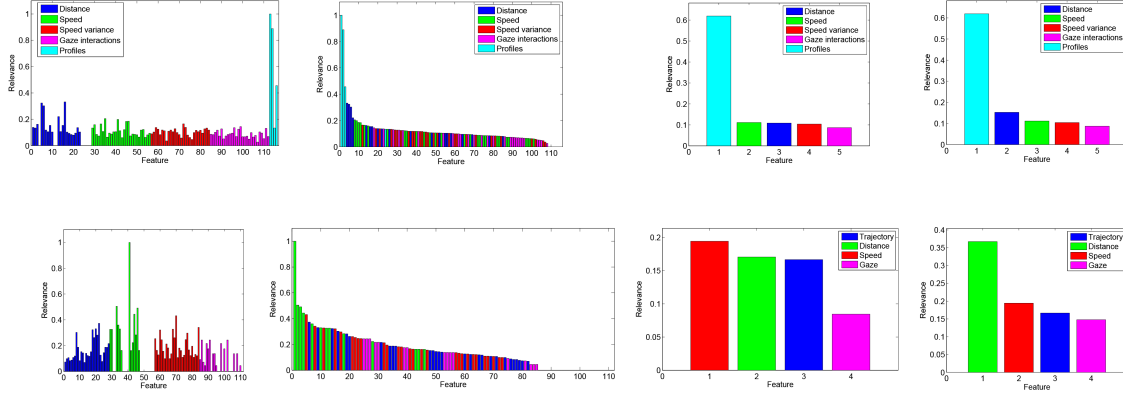 Distance
Speed
Speed variance
Gaze interactions
Profiles
1
0.8
0.6
0.4
0.2
0
Relevance
0 10 20 30 40 50 60 70 80 90 100 110
Feature
Distance
Speed
Speed variance
Gaze interactions
Profiles
1
0.8
0.6
0.4
0.2
0
Relevance
0 10 20 30 40 50 60 70 80 90 100 110
Feature
Distance
Speed
Speed variance
Gaze interactions
Profiles
0.6
0.5
0.4
0.3
0.2
0.1
0
Relevance
0 1 2 3 4 5
Feature
Distance
Speed
Speed variance
Gaze interactions
Profiles
0.6
0.5
0.4
0.3
0.2
0.1
0
Relevance
0 1 2 3 4 5
Feature
1
0.8
0.6
0.4
0.2
0
Relevance
0 10 20 30 40 50 60 70 80 90 100 110
Feature
1
0.8
0.6
0.4
0.2
0
Relevance
0 10 20 30 40 50 60 70 80 90 100 110
Feature
Trajectory
Distance
Speed
Gaze
0.2
0.15
0.1
0.05
0
Relevance
0 1 2 3 4
Feature
Trajectory
Distance
Speed
Gaze
0.4
0.35
0.3
0.25
0.2
0.15
0.1
0.05
0
Relevance
0 1 2 3 4
Feature